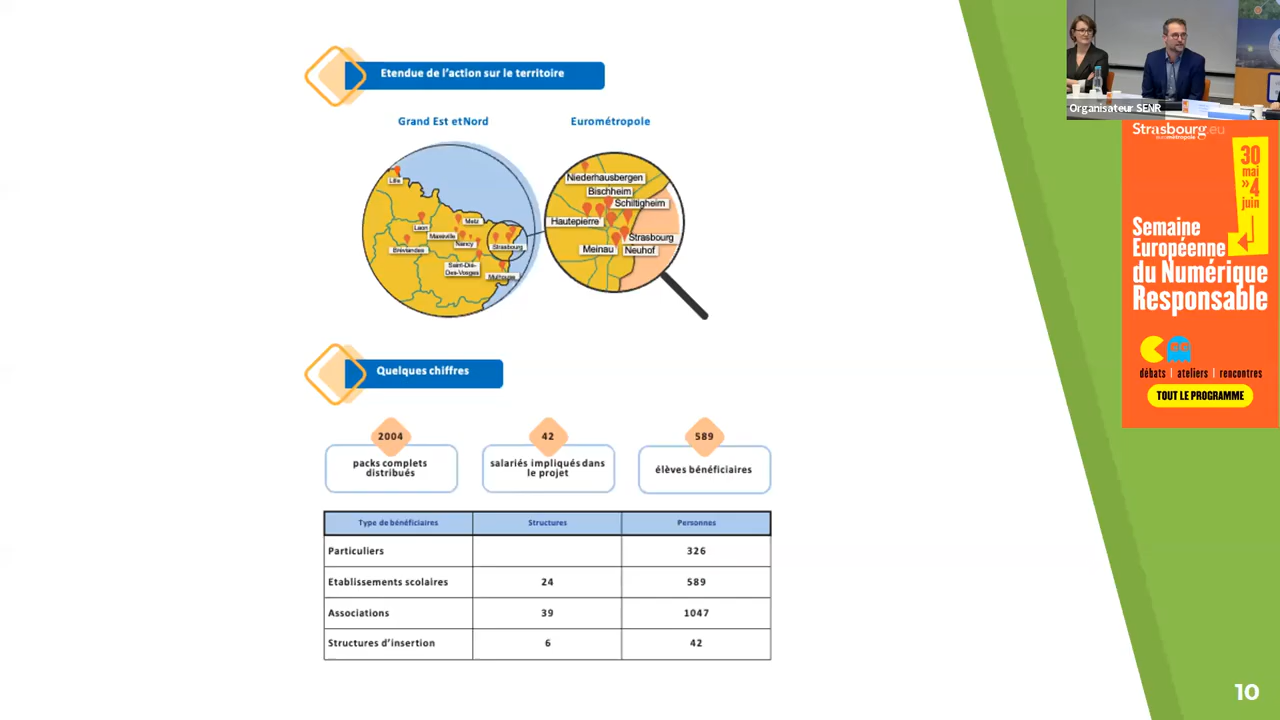 Etendue de l'action sur le territoire
Grand Est etNord
Eurométropole
Lille
Laon
Metz
Maxéville
Nancy
Bréviandes
Strasbourg
Saint-Dié-
Des-Vosges
Mulhouse
Niederhausbergen
Bischheim
Schiltigheim
Hautepierre
Strasbourg
Meinau
Neuhof
Quelques chiffres
2004
packs complets
distribués
42
salariés impliqués dans
le projet
589
élèves bénéficiaires
Type de bénéficiaires Structures Personnes
Particuliers 326
Etablissements scolaires 24 589
Associations 39 1047
Structures d'insertion 6 42
Organisateur SENR
Strasbourg.eu
eurométropole
30
mai
»4
juin
Semaine
Européenne
du Numérique
Responsable
débats | ateliers | rencontres
TOUT LE PROGRAMME
10